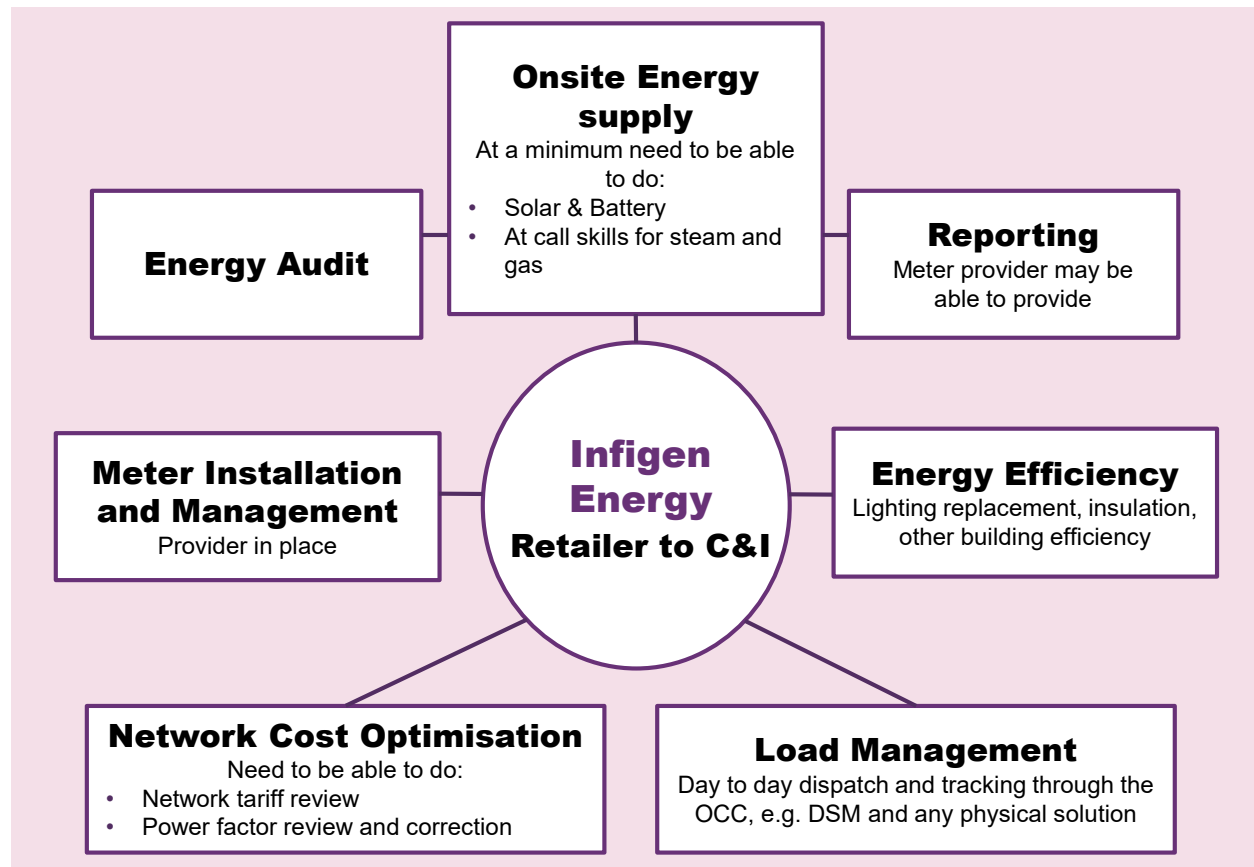 Onsite Energy
supply
At a minimum need to be able
to do:
• Solar & Battery
• At call skills for steam and
gas
Energy Audit
Reporting
Meter provider may be
able to provide
Infigen
Energy
Retailer to C&I
Meter Installation
and Management
Provider in place
Energy Efficiency
Lighting replacement, insulation,
other building efficiency
Network Cost Optimisation
Need to be able to do:
• Network tariff review
• Power factor review and correction
Load Management
Day to day dispatch and tracking through the
OCC, e.g. DSM and any physical solution